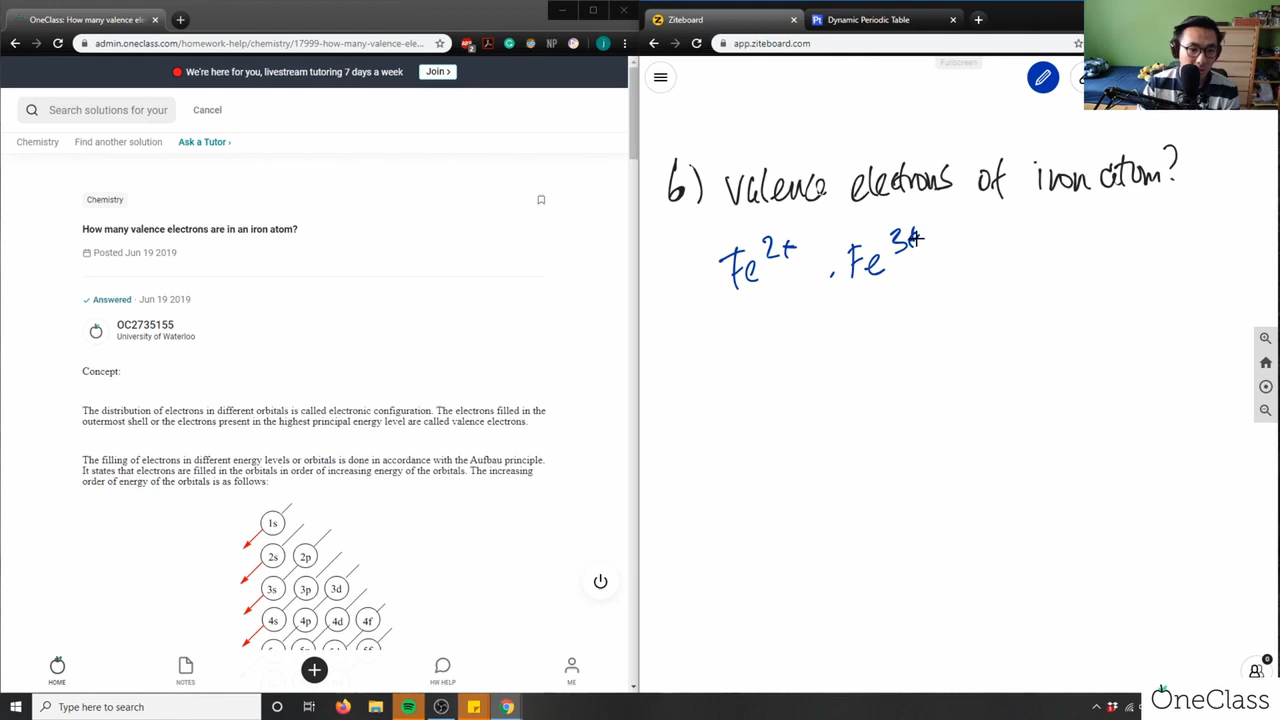 OneClass: How many valence ele
Ziteboard
Dynamic Periodic Table
admin.oneclass.com/homework-help/chemistry/17999-how-many-valence-ele...
NP
j
app.ziteboard.com
Fullscreen
We're here for you, livestream tutoring 7 days a week
Join ›
Search solutions for your
Cancel
Chemistry
Find another solution
Ask a Tutor ›
Chemistry
How many valence electrons are in an iron atom?
Posted Jun 19 2019
Answered · Jun 19 2019
OC2735155
University of Waterloo
Concept:
The distribution of electrons in different orbitals is called electronic configuration. The electrons filled in the
outermost shell or the electrons present in the highest principal energy level are called valence electrons.
The filling of electrons in different energy levels or orbitals is done in accordance with the Aufbau principle.
It states that electrons are filled in the orbitals in order of increasing energy of the orbitals. The increasing
order of energy of the orbitals is as follows:
1s
2s 2p
3s 3p 3d
4s 4p 4d 4f
HOME
NOTES
HW HELP
ME
6) valence electrons of iron atom?
Fe2+ , Fe3+
0
Type here to search
OneClass